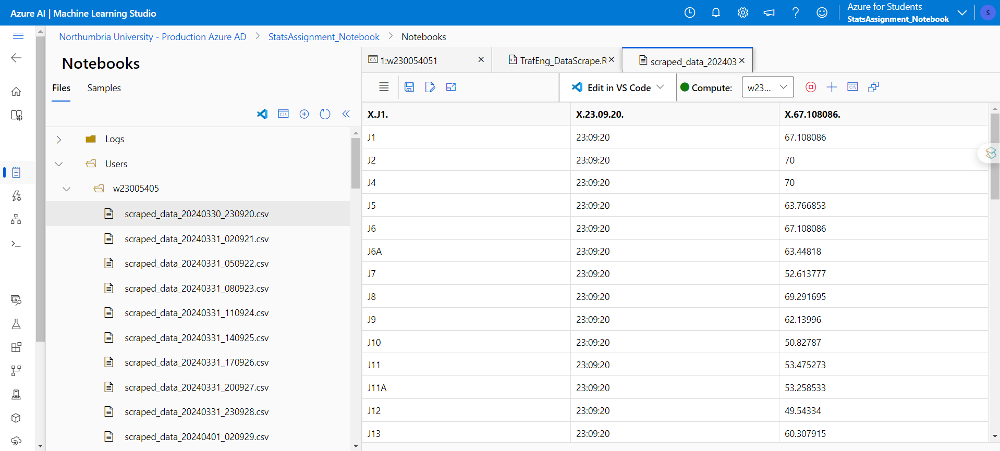 Azure AI | Machine Learning Studio
Azure for Students
StatsAssignment_Notebook
S
Northumbria University - Production Azure AD > StatsAssignment_Notebook > Notebooks
Notebooks
Files Samples
Logs
Users
w23005405
scraped_data_20240330_230920.csv
scraped_data_20240331_020921.csv
scraped_data_20240331_050922.csv
scraped_data_20240331_080923.csv
scraped_data_20240331_110924.csv
scraped_data_20240331_140925.csv
scraped_data_20240331_170926.csv
scraped_data_20240331_200927.csv
scraped_data_20240331_230928.csv
scraped_data_20240401_020929.csv
1:w230054051 TrafEng_DataScrape.R scraped_data_202403
Edit in VS Code Compute: w23...
X.J1. X.23.09.20. X.67.108086.
J1 23:09:20 67.108086
J2 23:09:20 70
J4 23:09:20 70
J5 23:09:20 63.766853
J6 23:09:20 67.108086
J6A 23:09:20 63.44818
J7 23:09:20 52.613777
J8 23:09:20 69.291695
J9 23:09:20 62.13996
J10 23:09:20 50.82787
J11 23:09:20 53.475273
J11A 23:09:20 53.258533
J12 23:09:20 49.54334
J13 23:09:20 60.307915